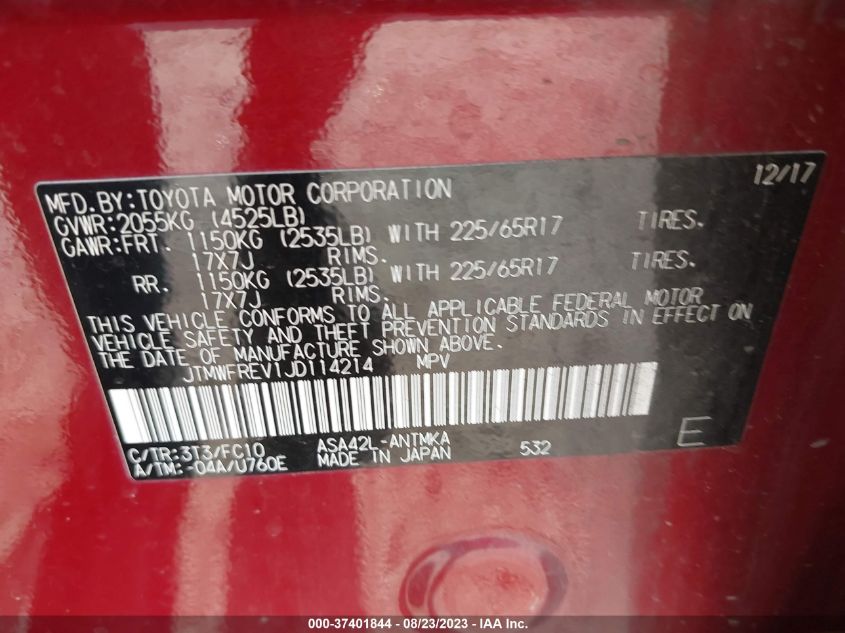 12/17
MFD.BY:TOYOTA MOTOR CORPORATION
GVWR:2055KG (4525LB)
GAWR:FRT. 1150KG (2535LB) WITH 225/65R17 TIRES.
17X7J RIMS.
RR. 1150KG (2535LB) WITH 225/65R17 TIRES.
17X7J RIMS.
THIS VEHICLE CONFORMS TO ALL APPLICABLE FEDERAL MOTOR
VEHICLE SAFETY AND THEFT PREVENTION STANDARDS IN EFFECT ON
THE DATE OF MANUFACTURE SHOWN ABOVE.
JTMWFREV1JD114214 MPV
C/TR:3T3/FC10 ASA42L-ANTMKA 532 E
A/TM:-04A/U760E MADE IN JAPAN
000-37401844 - 08/23/2023 - IAA Inc.